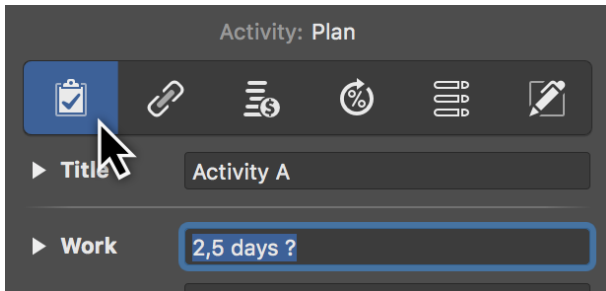 Activity: Plan
Title
Activity A
Work
2,5 days ?